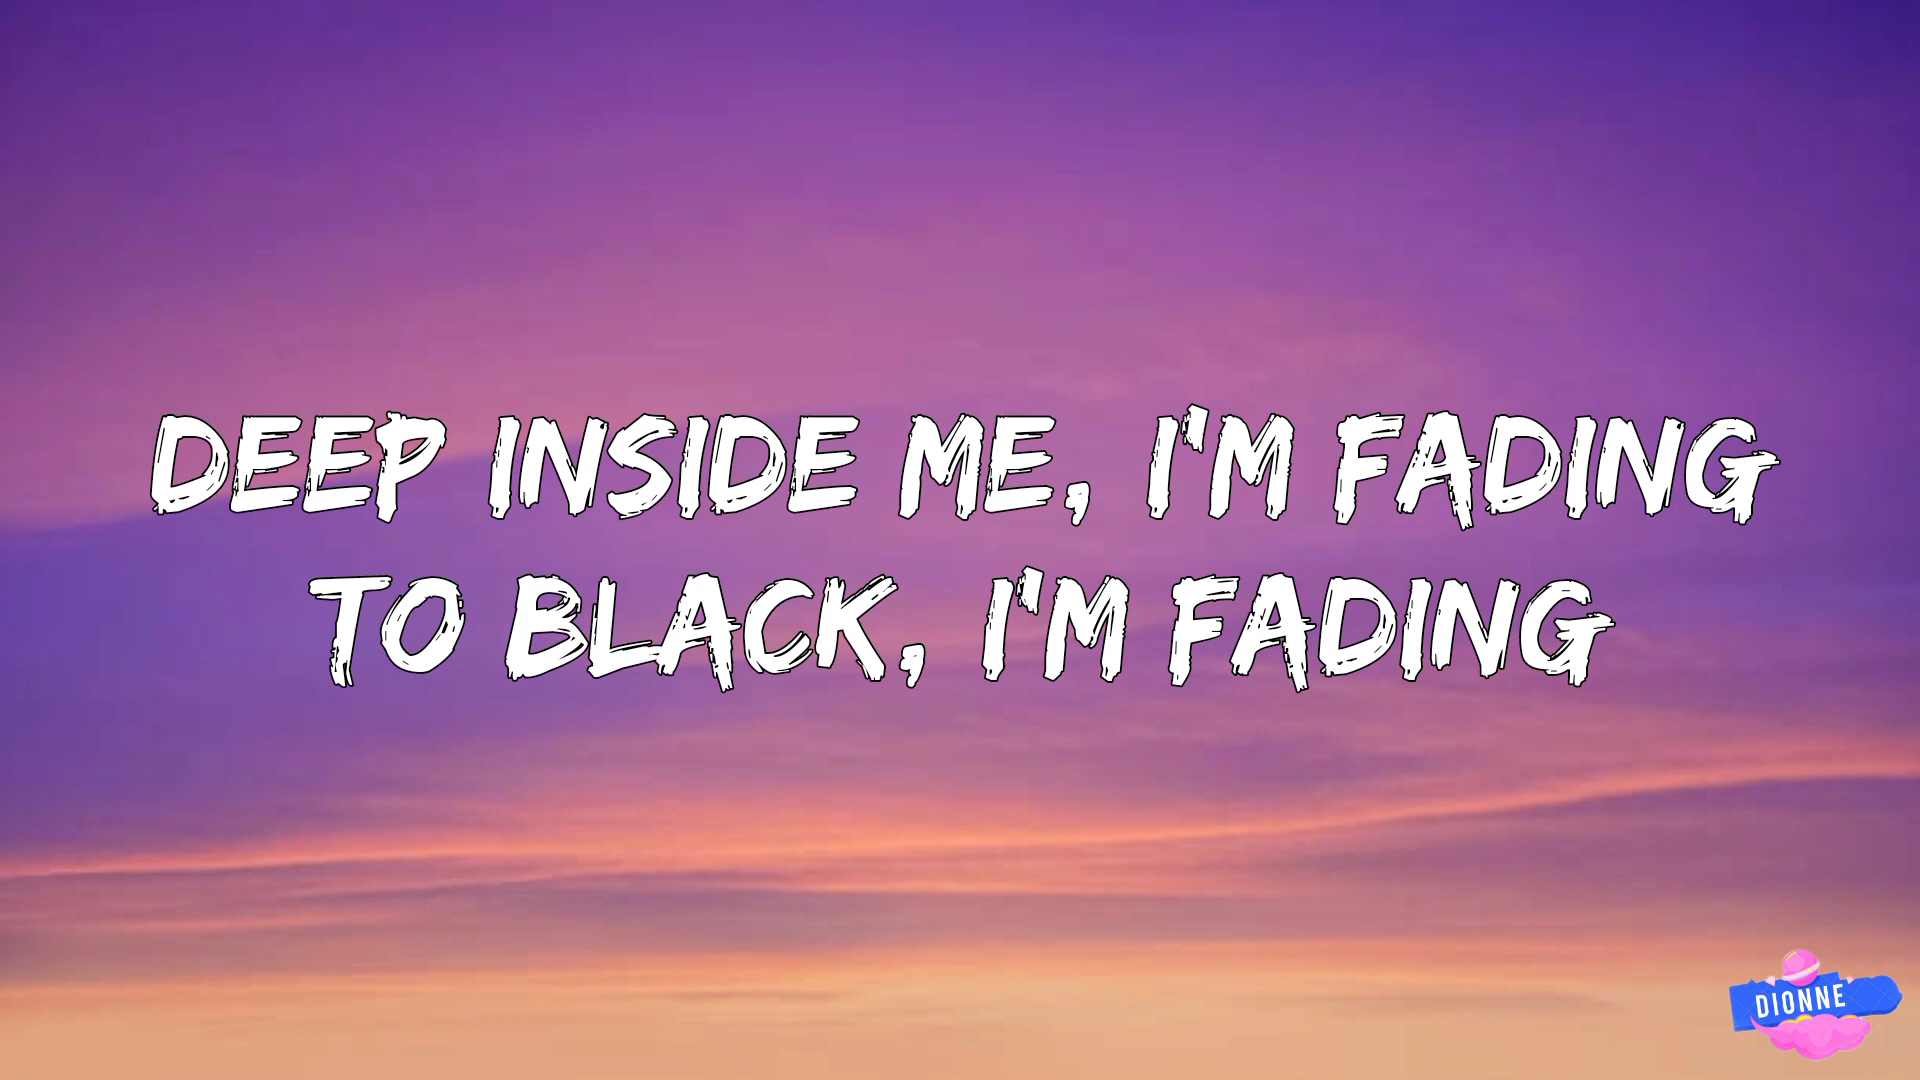 DEEP INSIDE ME, I'M FADING
TO BLACK, I'M FADING
DIONNE